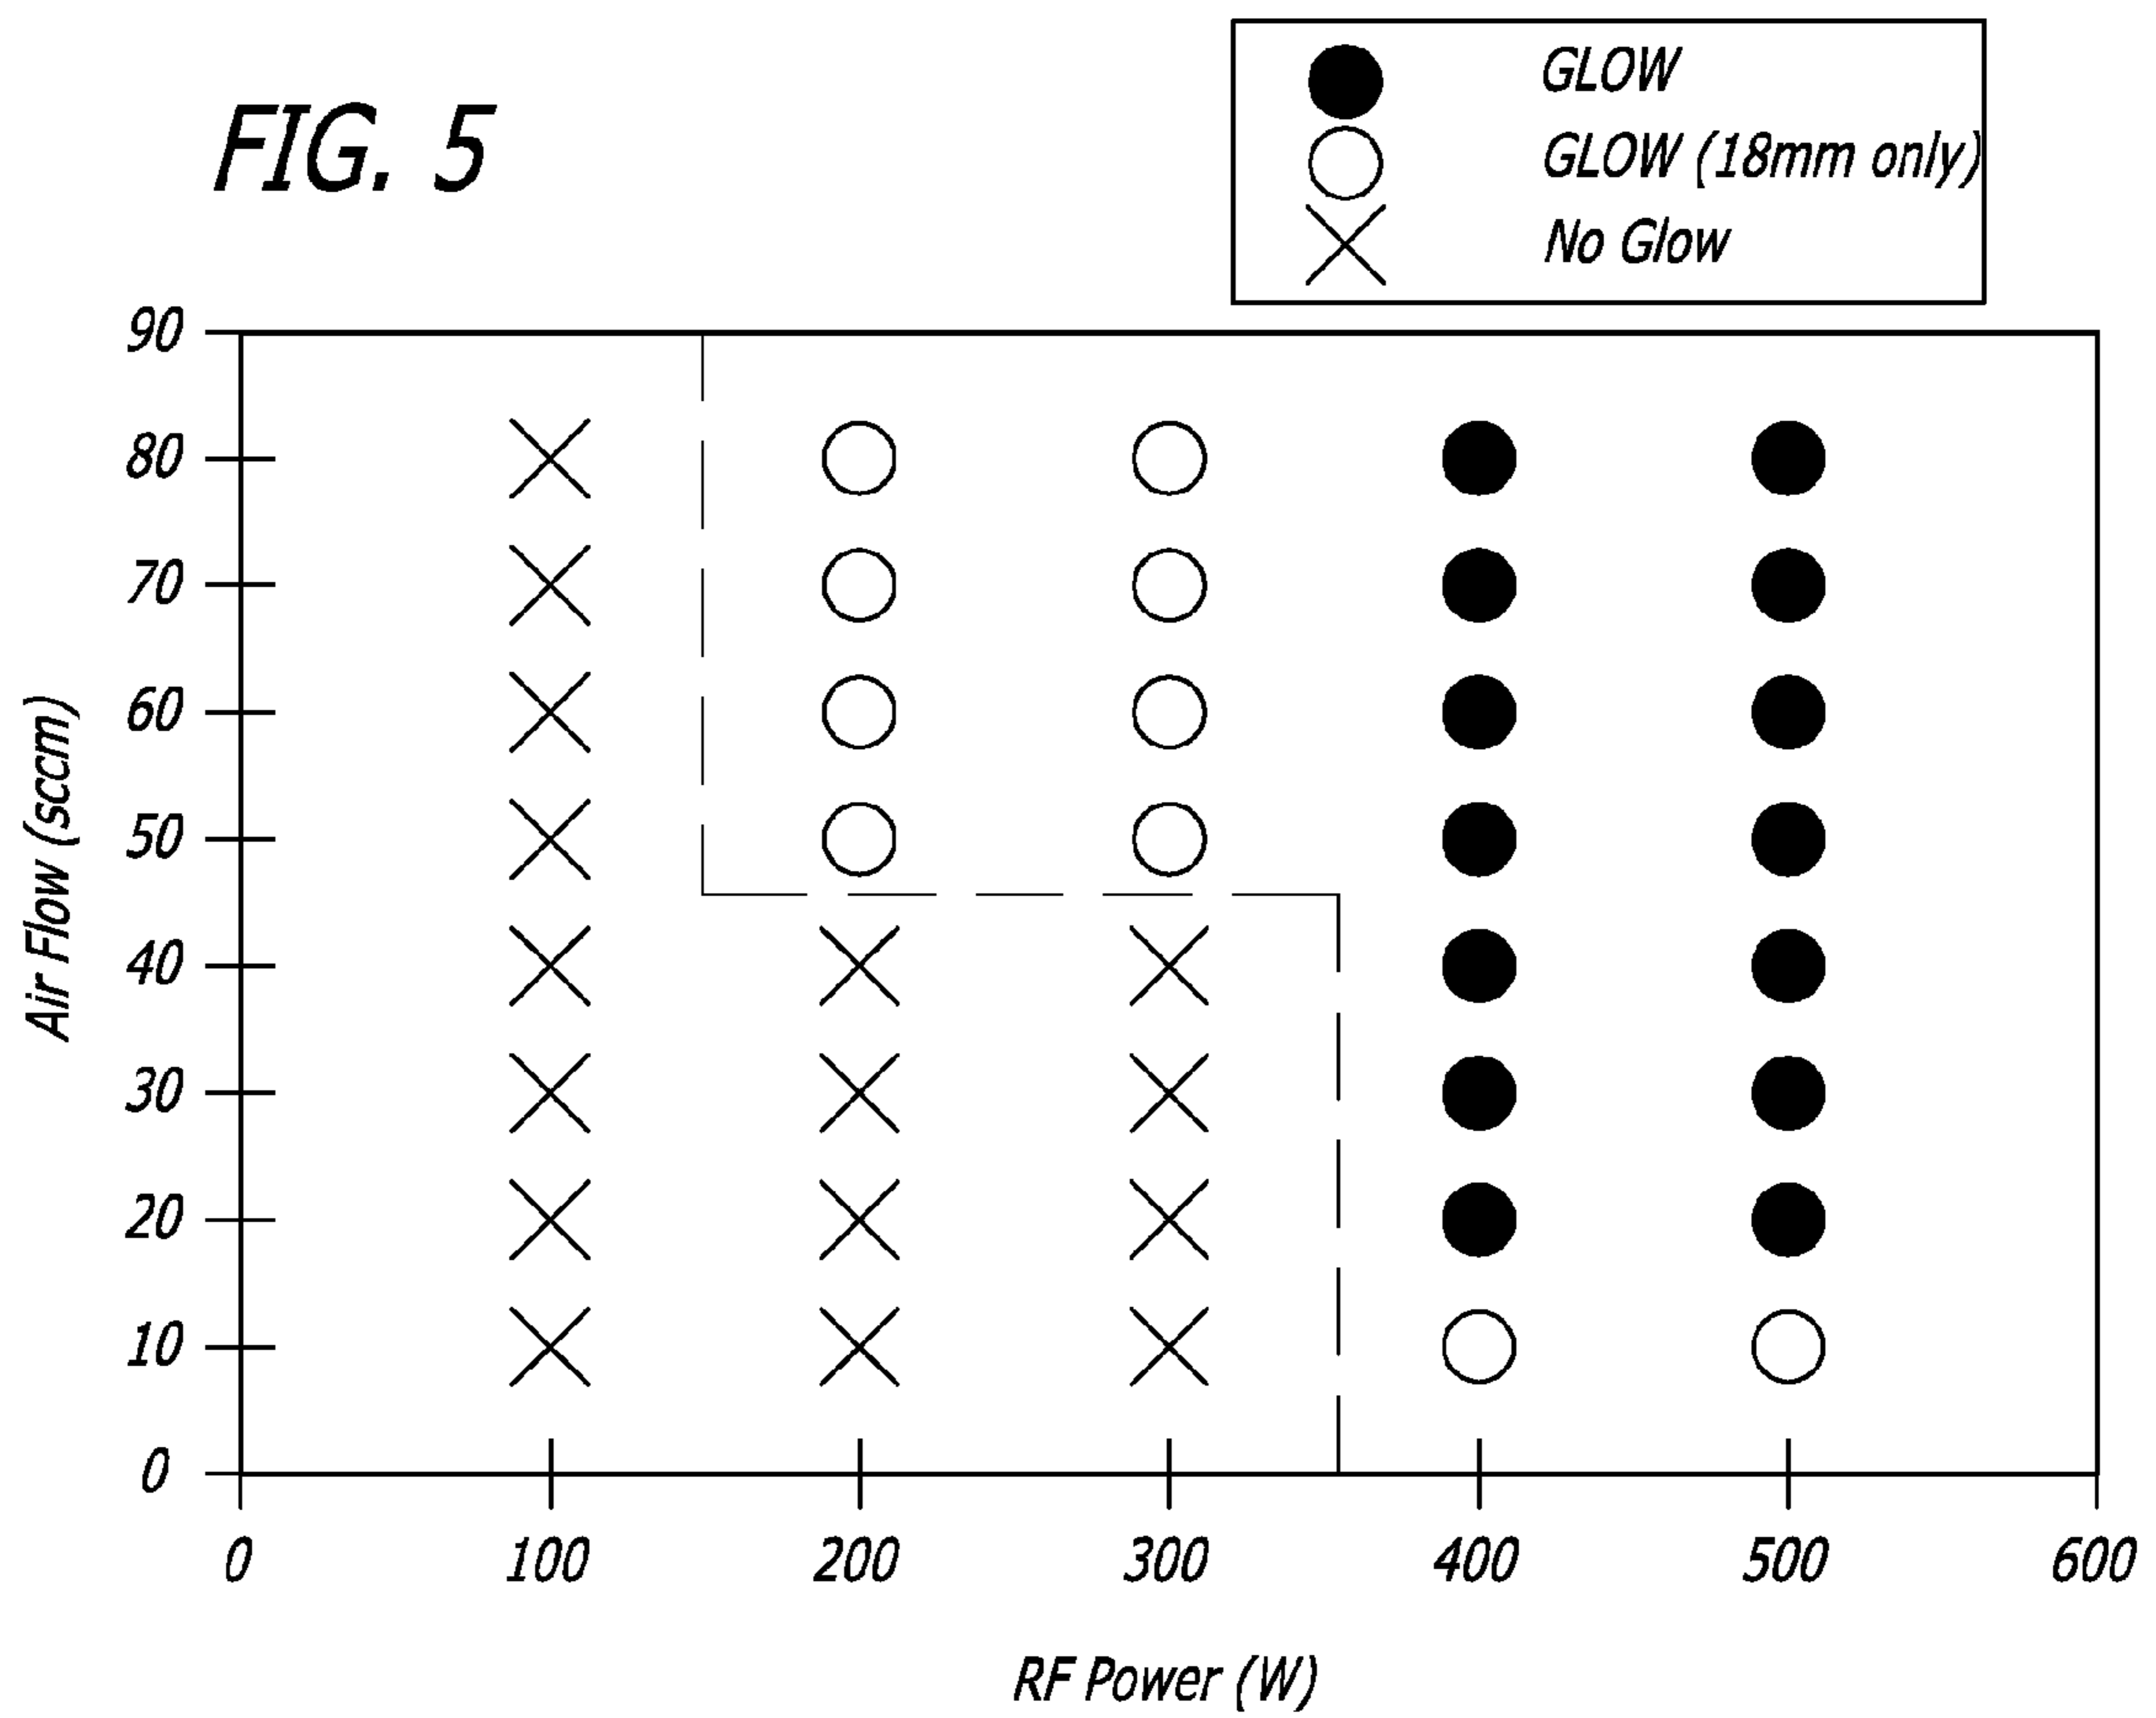 FIG. 5
GLOW
GLOW (18mm only)
No Glow
90
80
70
60
50
40
30
20
10
0
Air Flow (sccm)
0 100 200 300 400 500 600
RF Power (W)